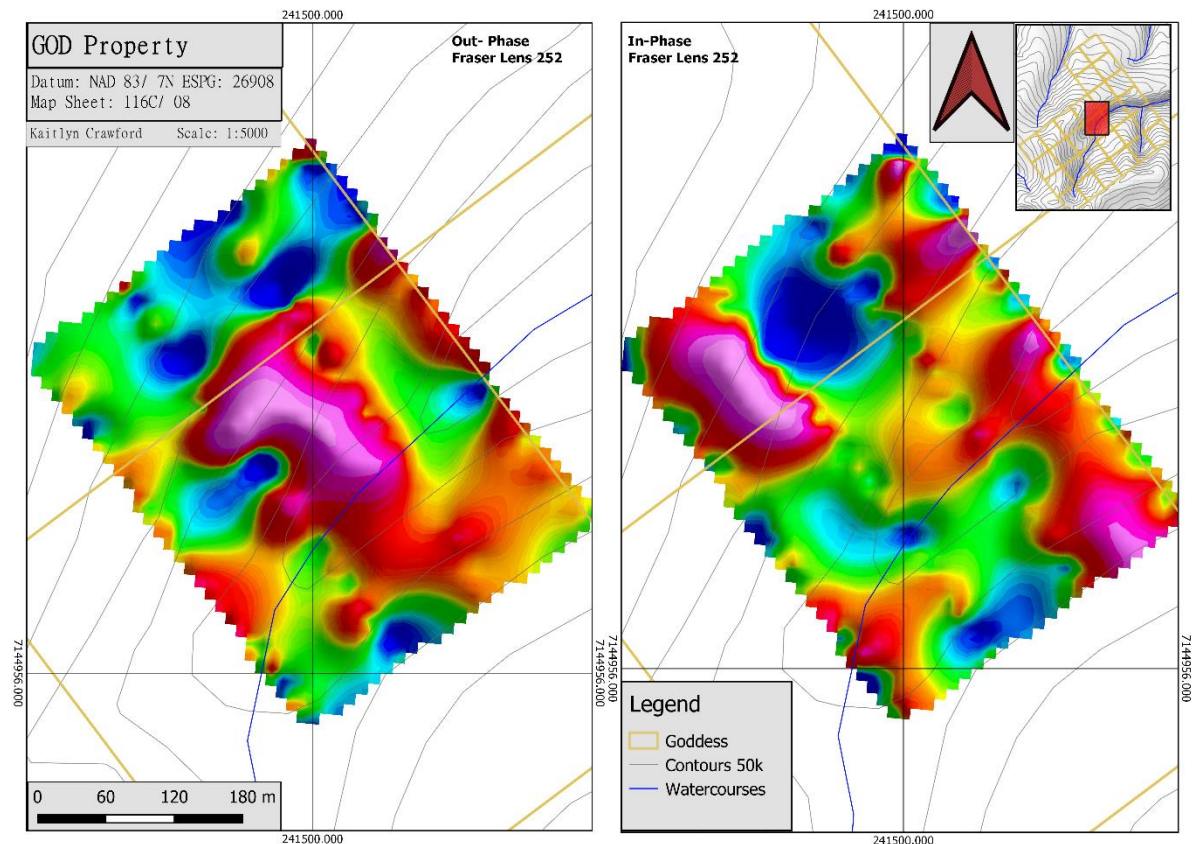 241500.000
241500.000
GOD Property
Datum: NAD 83/ 7N ESPG: 26908
Map Sheet: 116C/ 08
Kaitlyn Crawford Scale: 1:5000
Out- Phase
Fraser Lens 252
In-Phase
Fraser Lens 252
7144956.000
7144956.000
7144956.000
7144956.000
Legend
Goddess
Contours 50k
Watercourses
0 60 120 180 m
241500.000
241500.000